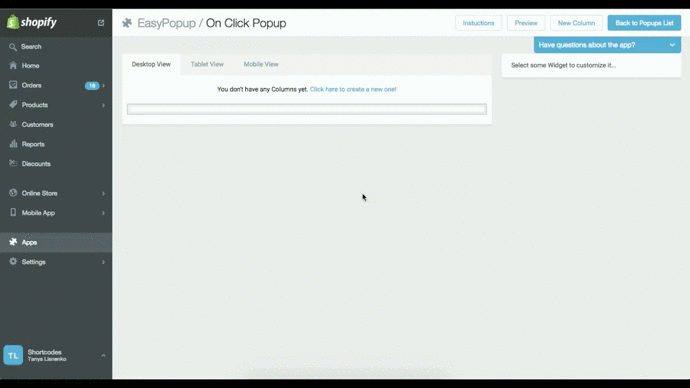 shopify
EasyPopup / On Click Popup
Instuctions
Preview
New Column
Back to Popups List
Have questions about the app?
Search
Home
Orders
18
Products
Customers
Reports
Discounts
Online Store
Mobile App
Apps
Settings
Desktop View
Tablet View
Mobile View
You don't have any Columns yet. Click here to create a new one!
Select some Widget to customize it...
TL
Shortcodes
Tanya Lisnenko